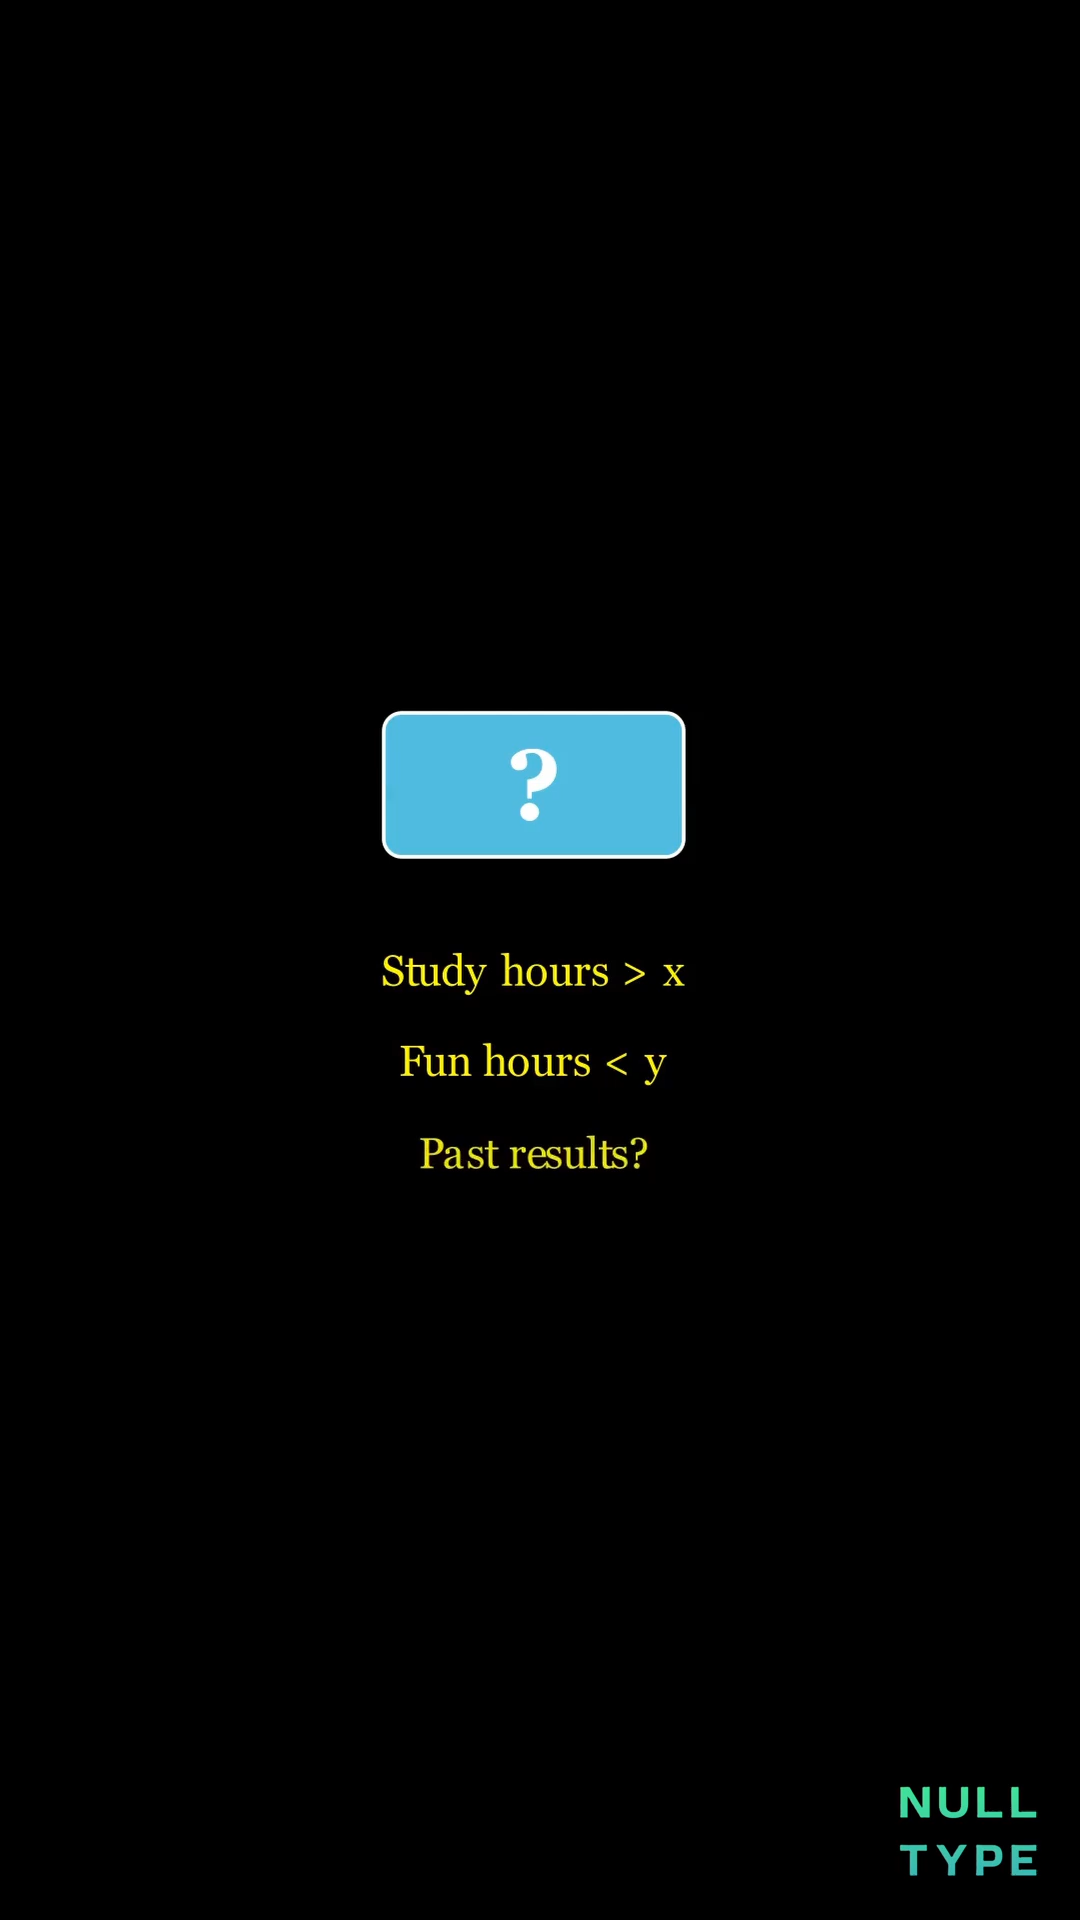 ?
Study hours > x
Fun hours < y
Past results?
NULL
TYPE